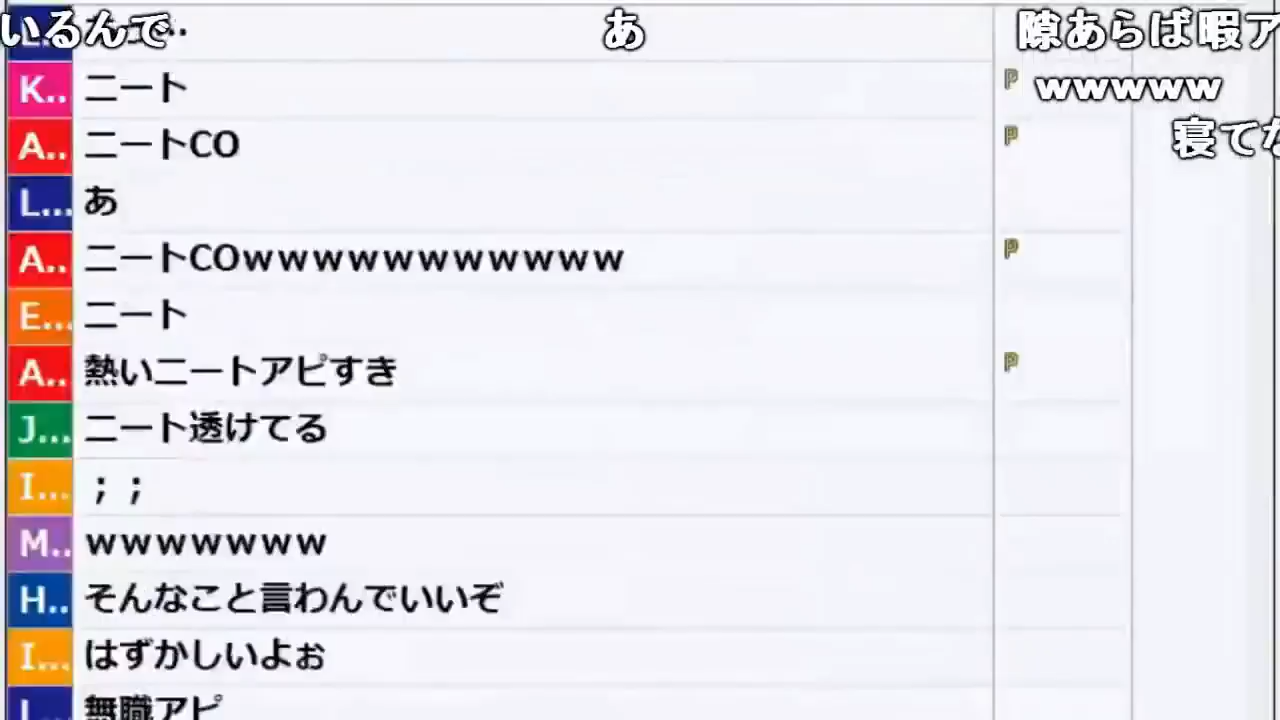 いるんで
あ
隙あらば暇ア
K.. ニート P wwwwww
A.. ニートCO P
寝てな
L... あ
A.. ニートCOwwwwwwwwwww P
E... ニート
A.. 熱いニートアピすき P
J... ニート透けてる
I... ；；
M.. wwwwwww
H.. そんなこと言わんでいいぞ
I... はずかしいよぉ
L... 無職アピ